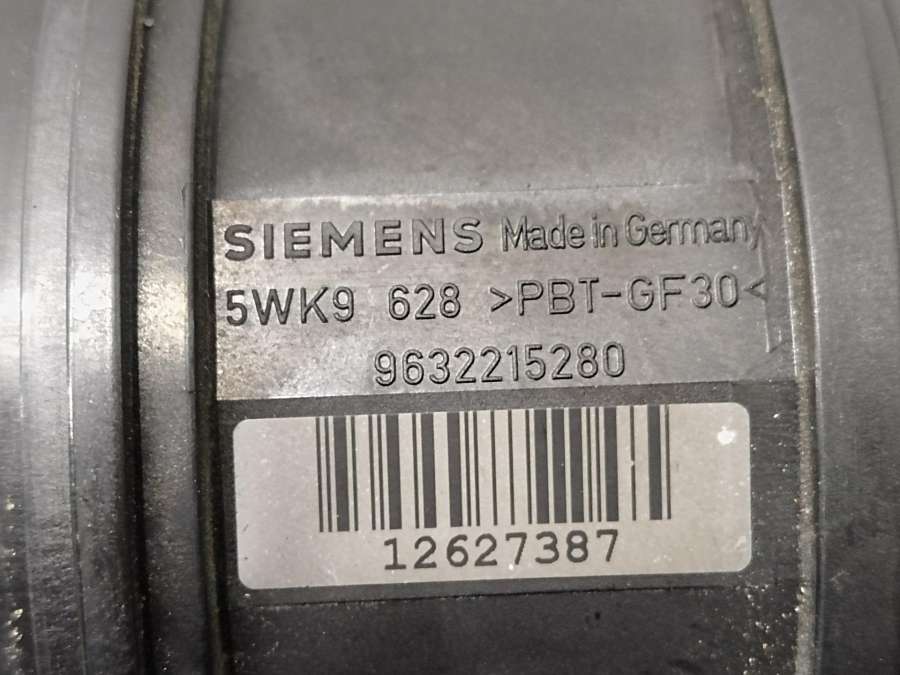 SIEMENS Made in Germany
5WK9 628 >PBT-GF30<
9632215280
12627387